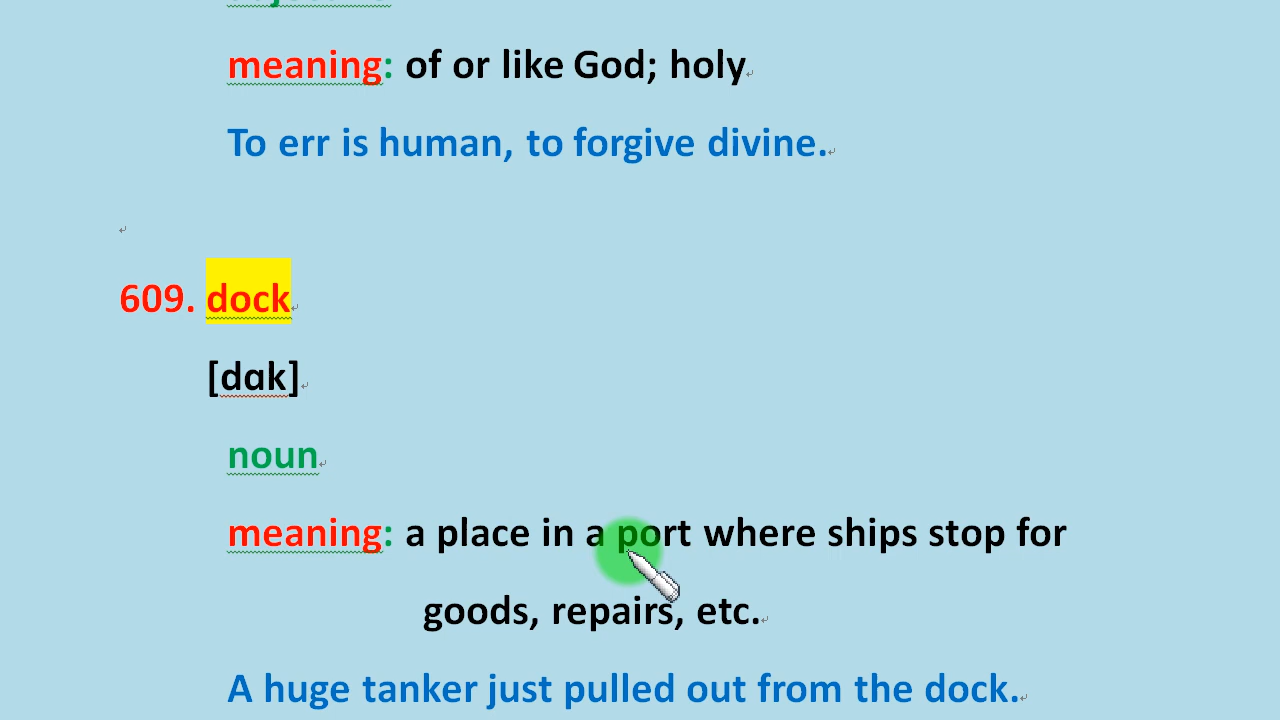 meaning: of or like God; holy
To err is human, to forgive divine.
609. dock
[dɑk]
noun
meaning: a place in a port where ships stop for
goods, repairs, etc.
A huge tanker just pulled out from the dock.